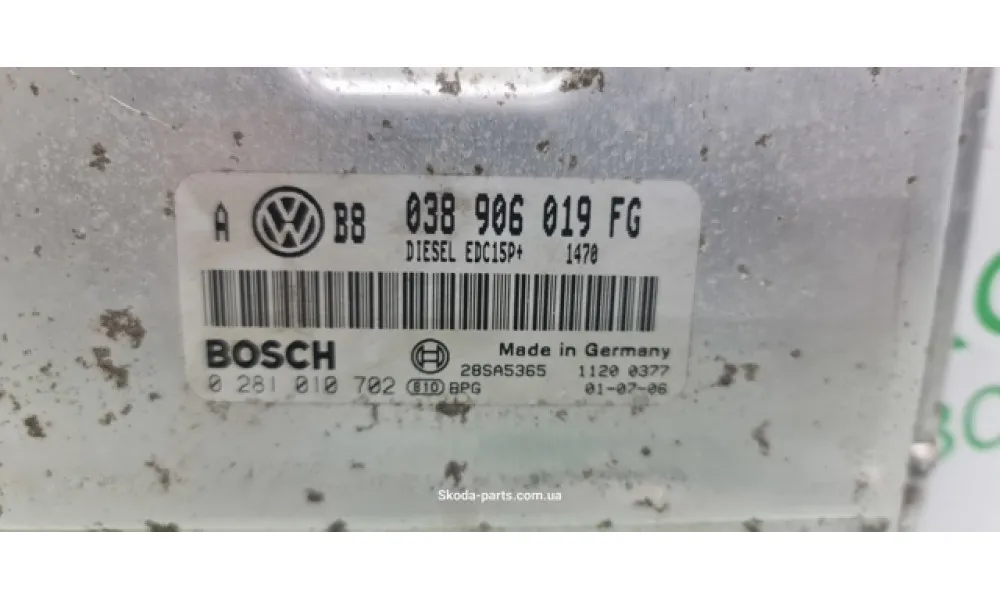 A VW B8 038 906 019 FG
DIESEL EDC15P+ 1470
BOSCH Made in Germany
28SA5365 1120 0377
0 281 010 702 810 BPG 01-07-06
Skoda-parts.com.ua